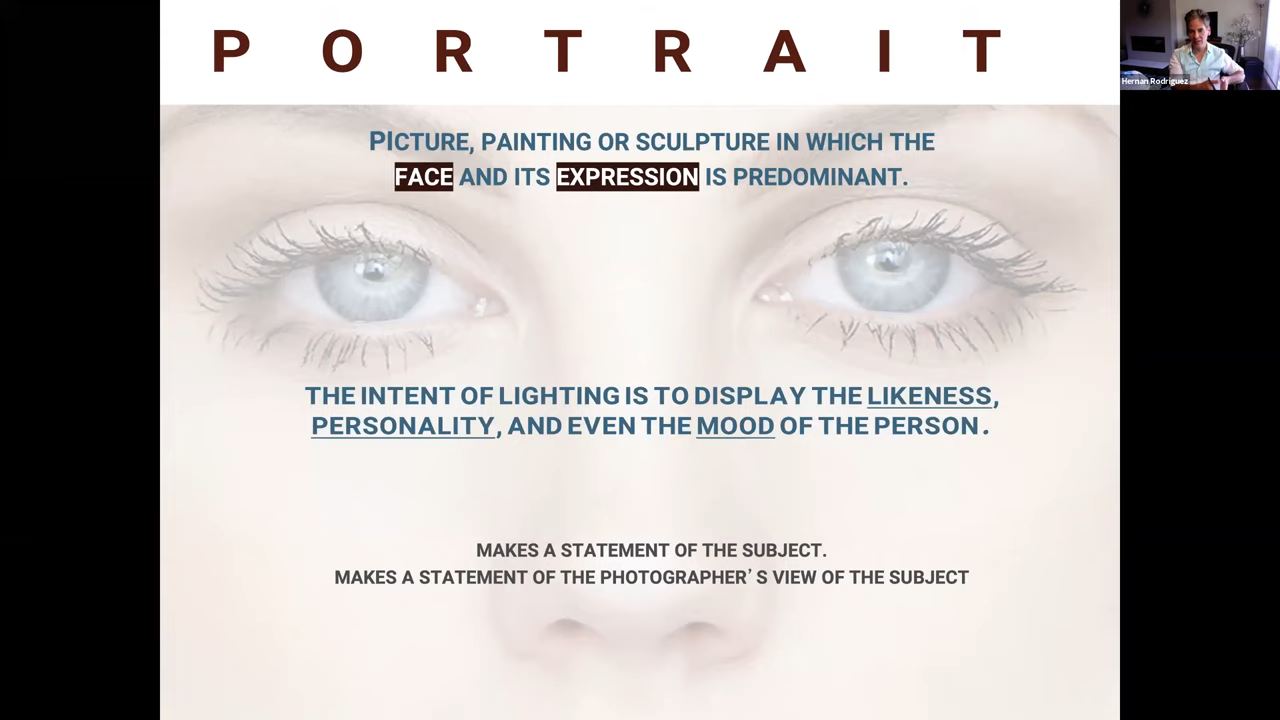 PORTRAIT
Hernan Rodriguez
PICTURE, PAINTING OR SCULPTURE IN WHICH THE
FACE AND ITS EXPRESSION IS PREDOMINANT.
THE INTENT OF LIGHTING IS TO DISPLAY THE LIKENESS,
PERSONALITY, AND EVEN THE MOOD OF THE PERSON.
MAKES A STATEMENT OF THE SUBJECT.
MAKES A STATEMENT OF THE PHOTOGRAPHER'S VIEW OF THE SUBJECT